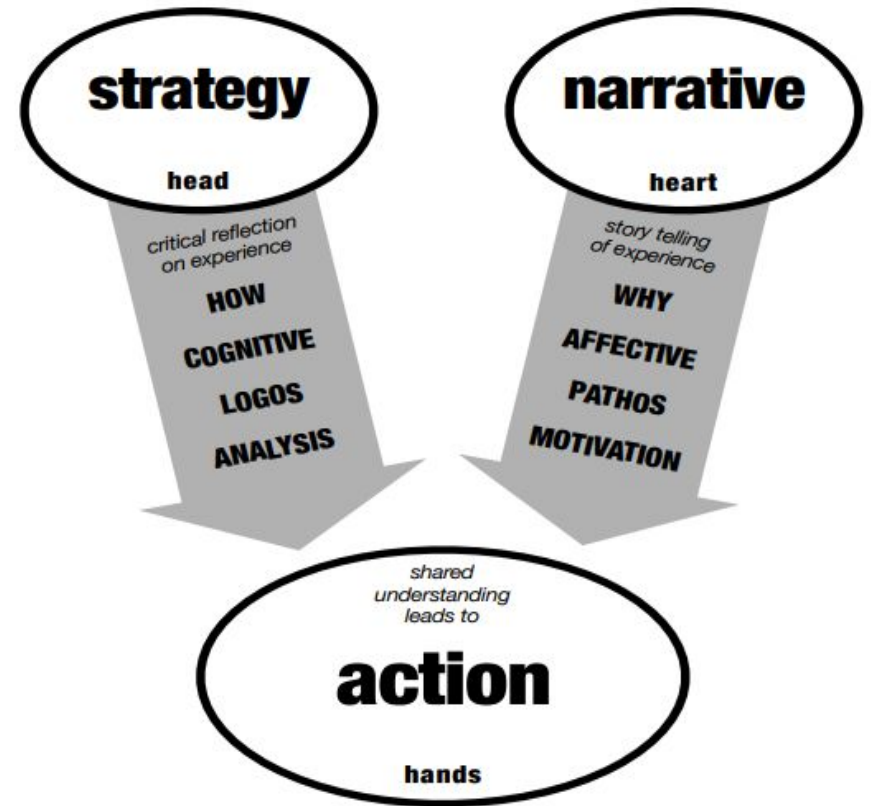 strategy
head
critical reflection
on experience
HOW
COGNITIVE
LOGOS
ANALYSIS
narrative
heart
story telling
of experience
WHY
AFFECTIVE
PATHOS
MOTIVATION
shared
understanding
leads to
action
hands